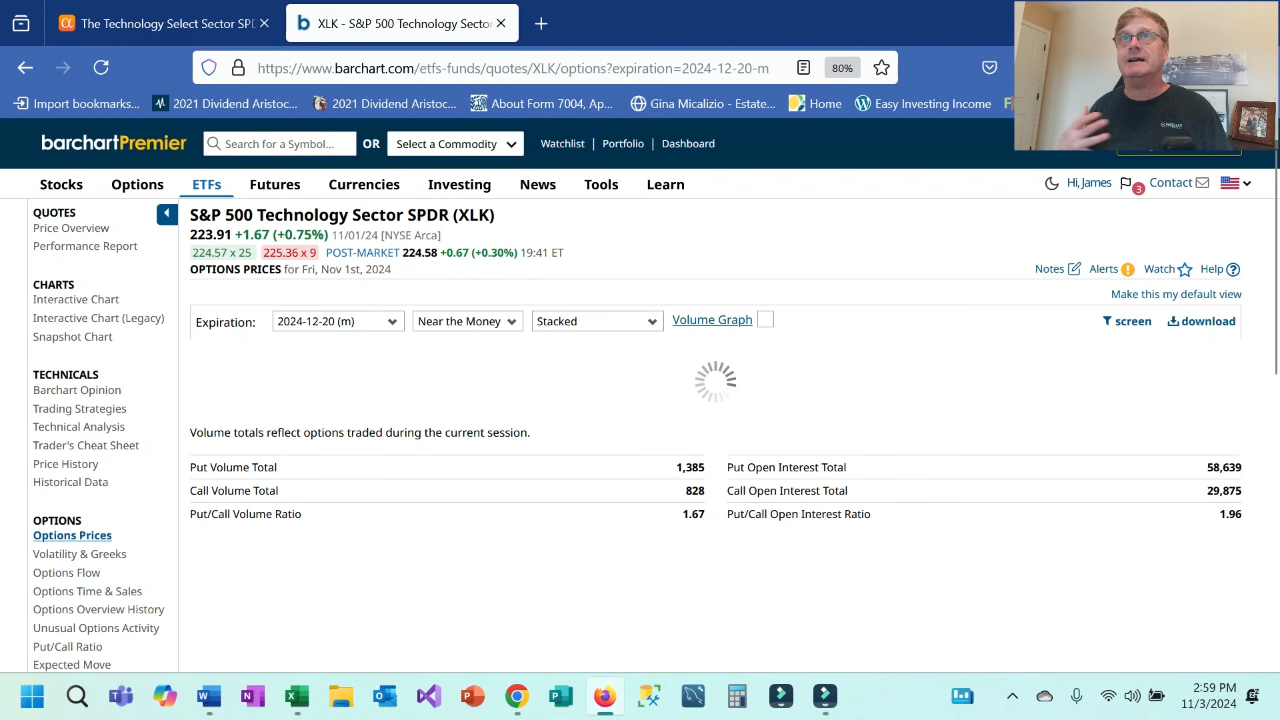 The Technology Select Sector SPD
XLK - S&P 500 Technology Sector
https://www.barchart.com/etfs-funds/quotes/XLK/options?expiration=2024-12-20-m
80%
Import bookmarks...
2021 Dividend Aristoc...
2021 Dividend Aristoc...
About Form 7004, Ap...
Gina Micalizio - Estate...
Home
Easy Investing Income
barchartPremier
Search for a Symbol...
OR
Select a Commodity
Watchlist | Portfolio | Dashboard
Stocks
Options
ETFs
Futures
Currencies
Investing
News
Tools
Learn
Hi, James
3
Contact
QUOTES
Price Overview
Performance Report
CHARTS
Interactive Chart
Interactive Chart (Legacy)
Snapshot Chart
TECHNICALS
Barchart Opinion
Trading Strategies
Technical Analysis
Trader's Cheat Sheet
Price History
Historical Data
OPTIONS
Options Prices
Volatility & Greeks
Options Flow
Options Time & Sales
Options Overview History
Unusual Options Activity
Put/Call Ratio
Expected Move
S&P 500 Technology Sector SPDR (XLK)
223.91 +1.67 (+0.75%) 11/01/24 [NYSE Arca]
224.57 x 25 225.36 x 9 POST-MARKET 224.58 +0.67 (+0.30%) 19:41 ET
OPTIONS PRICES for Fri, Nov 1st, 2024
Notes
Alerts
Watch
Help
Make this my default view
Expiration:
2024-12-20 (m)
Near the Money
Stacked
Volume Graph
screen
download
Volume totals reflect options traded during the current session.
Put Volume Total 1,385
Call Volume Total 828
Put/Call Volume Ratio 1.67
Put Open Interest Total 58,639
Call Open Interest Total 29,875
Put/Call Open Interest Ratio 1.96
2:59 PM
11/3/2024